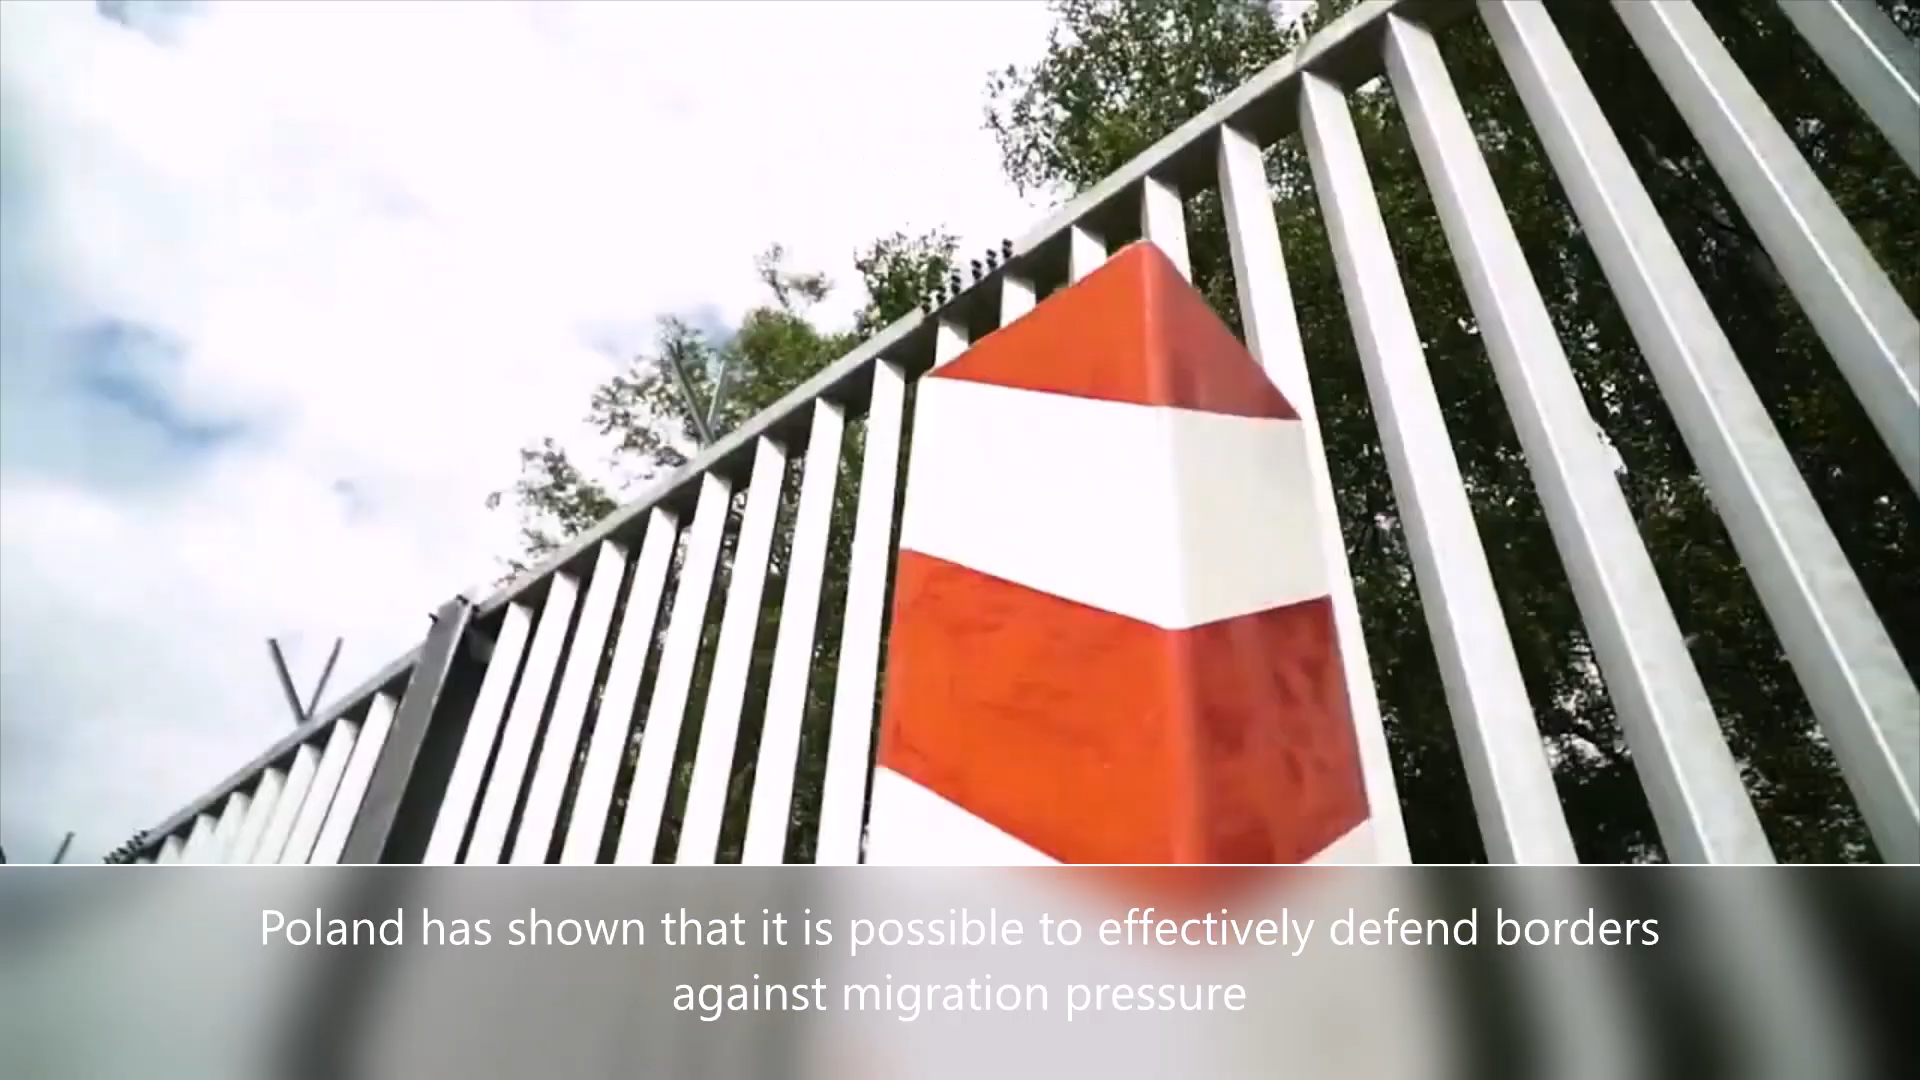 Poland has shown that it is possible to effectively defend borders
against migration pressure